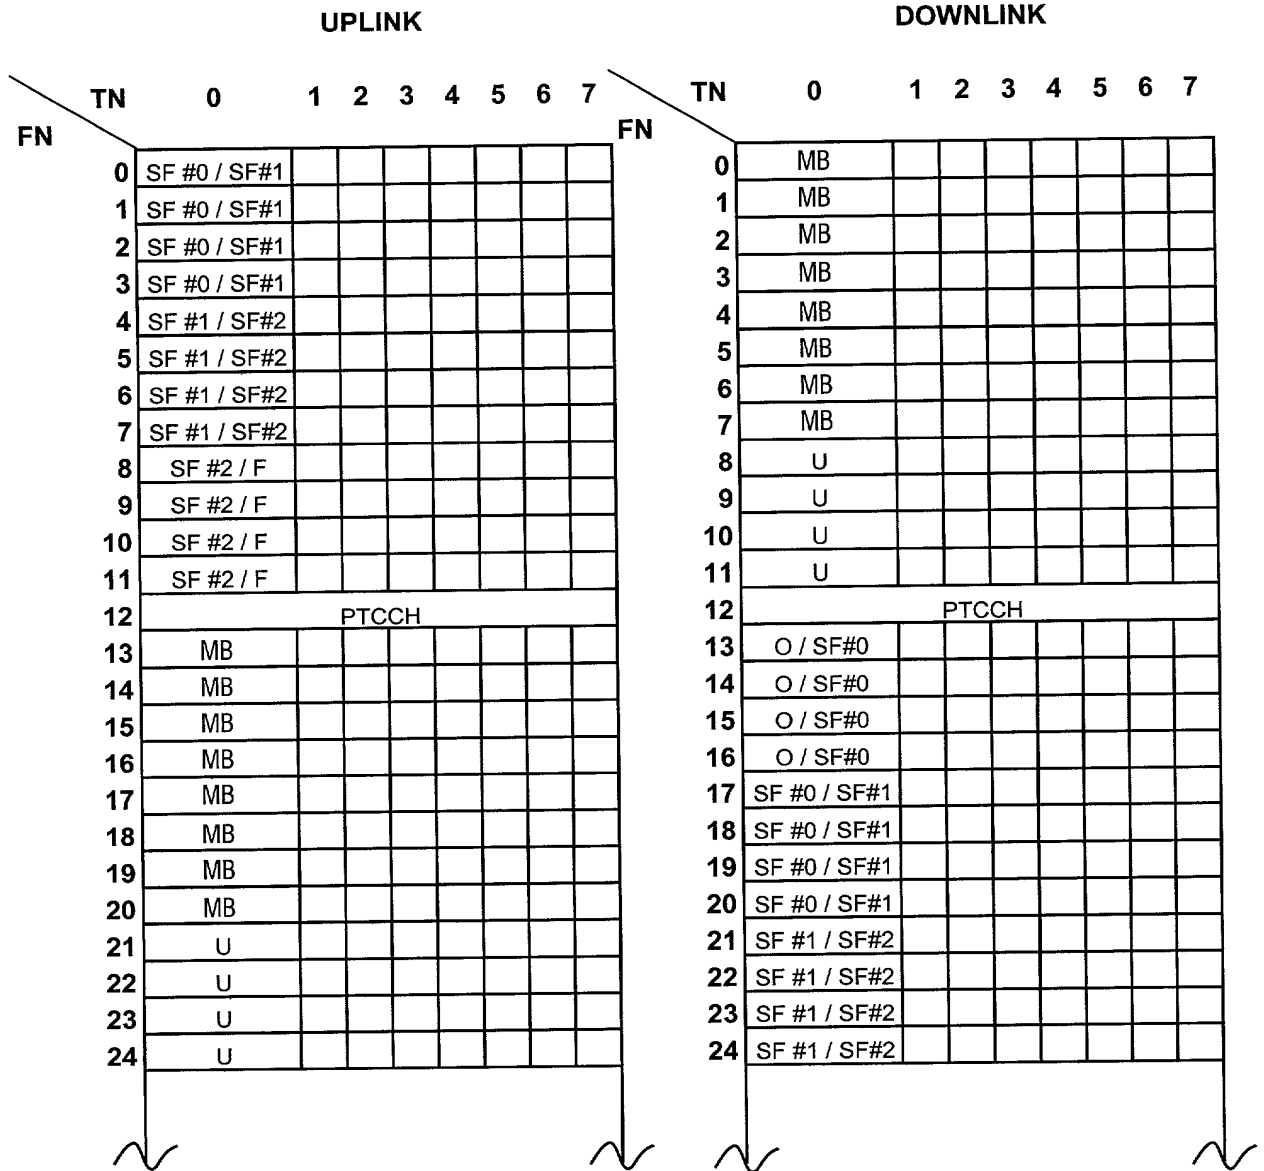 UPLINK
TN 0 1 2 3 4 5 6 7
FN
0 SF #0 / SF#1
1 SF #0 / SF#1
2 SF #0 / SF#1
3 SF #0 / SF#1
4 SF #1 / SF#2
5 SF #1 / SF#2
6 SF #1 / SF#2
7 SF #1 / SF#2
8 SF #2 / F
9 SF #2 / F
10 SF #2 / F
11 SF #2 / F
12 PTCCH
13 MB
14 MB
15 MB
16 MB
17 MB
18 MB
19 MB
20 MB
21 U
22 U
23 U
24 U
DOWNLINK
TN 0 1 2 3 4 5 6 7
FN
0 MB
1 MB
2 MB
3 MB
4 MB
5 MB
6 MB
7 MB
8 U
9 U
10 U
11 U
12 PTCCH
13 O / SF#0
14 O / SF#0
15 O / SF#0
16 O / SF#0
17 SF #0 / SF#1
18 SF #0 / SF#1
19 SF #0 / SF#1
20 SF #0 / SF#1
21 SF #1 / SF#2
22 SF #1 / SF#2
23 SF #1 / SF#2
24 SF #1 / SF#2